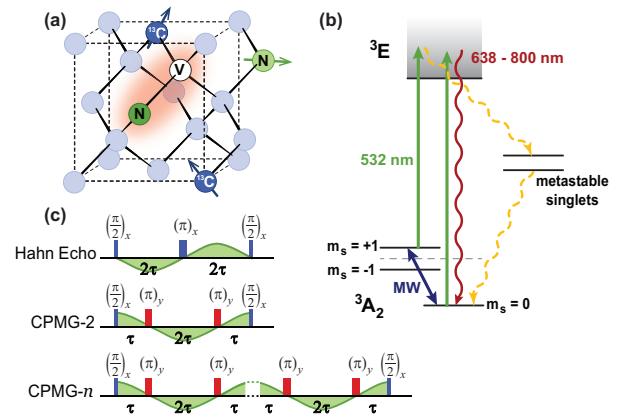 (a)
¹³C
N
V
N
¹³C
(b)
³E
638 - 800 nm
532 nm
metastable
singlets
mₛ = +1
mₛ = -1
MW
³A₂
mₛ = 0
(c)
(π/2)ₓ (π)ₓ (π/2)ₓ
Hahn Echo
2τ 2τ
(π/2)ₓ (π)ᵧ (π)ᵧ (π/2)ₓ
CPMG-2
τ 2τ τ
(π/2)ₓ (π)ᵧ (π)ᵧ (π)ᵧ (π)ᵧ (π/2)ₓ
CPMG-n
τ 2τ τ τ 2τ τ